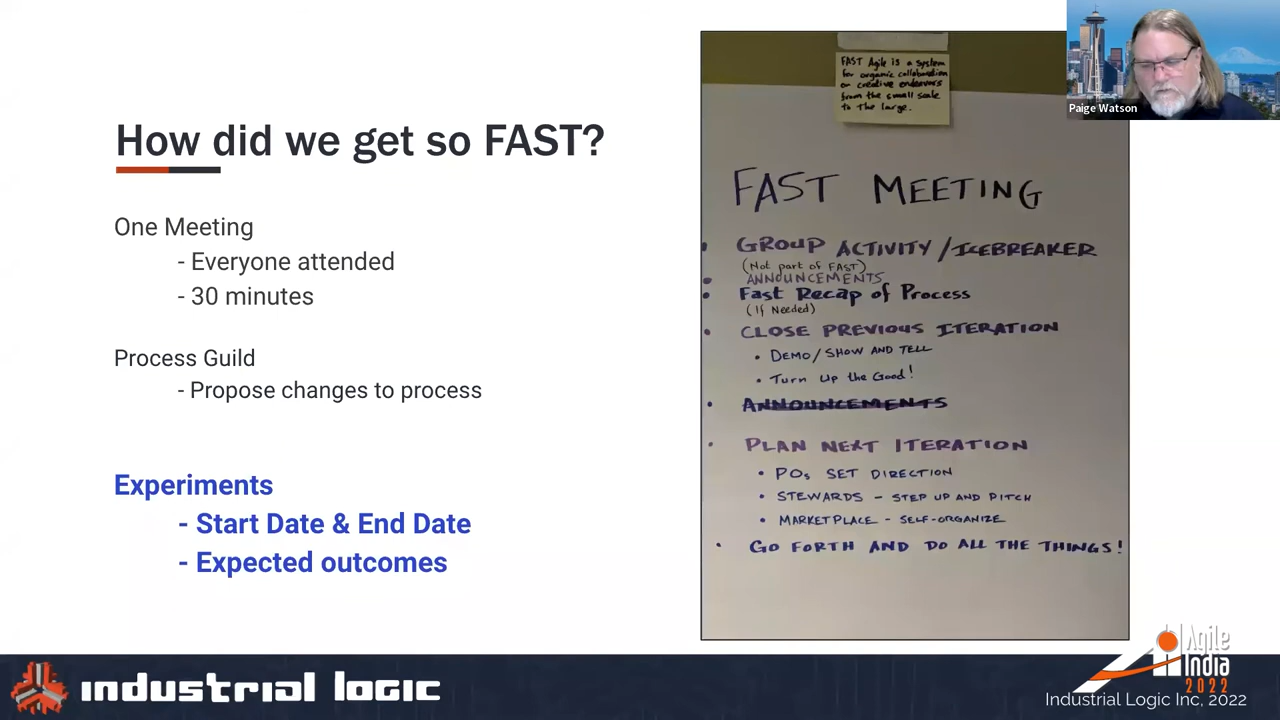 How did we get so FAST?
One Meeting
- Everyone attended
- 30 minutes
Process Guild
- Propose changes to process
Experiments
- Start Date & End Date
- Expected outcomes
FAST Agile is a system
for organic collaboration
on creative endeavors
from the small scale
to the large.
FAST MEETING
• GROUP ACTIVITY/ICEBREAKER
(Not part of FAST)
• ANNOUNCEMENTS
• Fast Recap of Process
(If Needed)
• CLOSE PREVIOUS ITERATION
• DEMO/SHOW AND TELL
• Turn Up the Good!
• ANNOUNCEMENTS
• PLAN NEXT ITERATION
• POs SET DIRECTION
• STEWARDS - STEP UP AND PITCH
• MARKETPLACE - SELF-ORGANIZE
• GO FORTH AND DO ALL THE THINGS!
Paige Watson
industrial logic
Agile
India
2022
Industrial Logic Inc, 2022